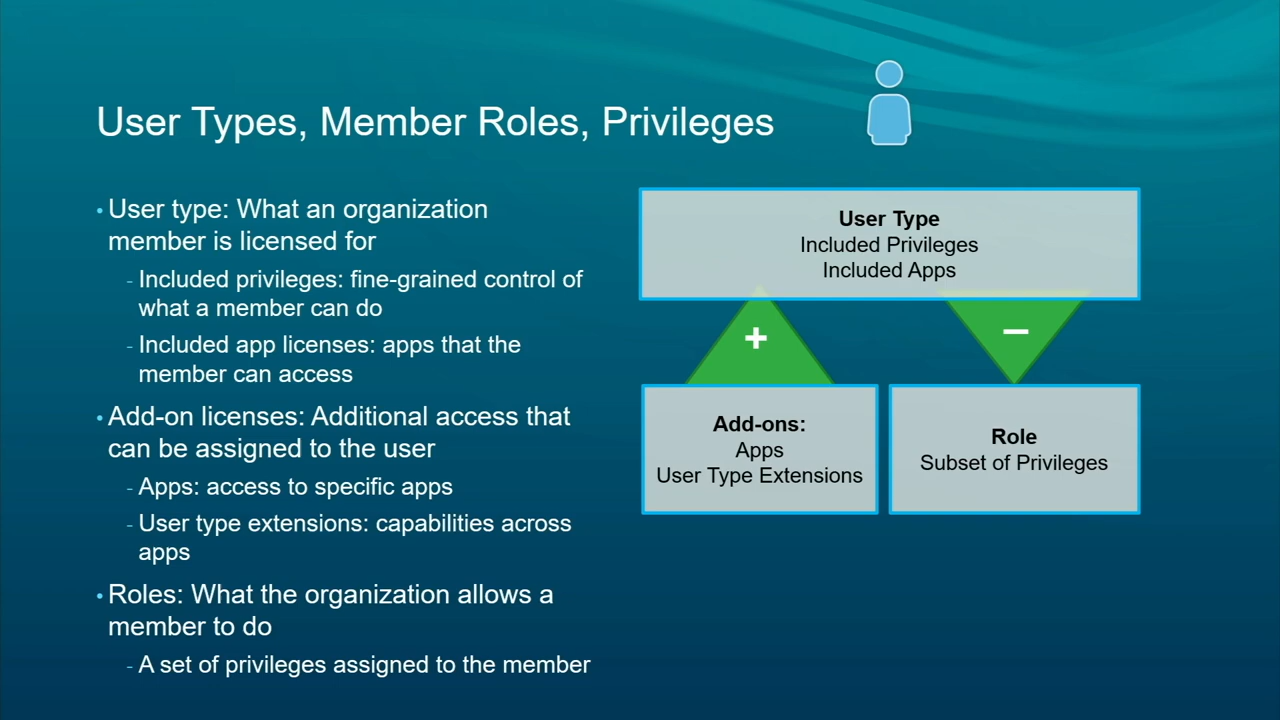 User Types, Member Roles, Privileges
• User type: What an organization
member is licensed for
- Included privileges: fine-grained control of
what a member can do
- Included app licenses: apps that the
member can access
• Add-on licenses: Additional access that
can be assigned to the user
- Apps: access to specific apps
- User type extensions: capabilities across
apps
• Roles: What the organization allows a
member to do
- A set of privileges assigned to the member
User Type
Included Privileges
Included Apps
+
–
Add-ons:
Apps
User Type Extensions
Role
Subset of Privileges